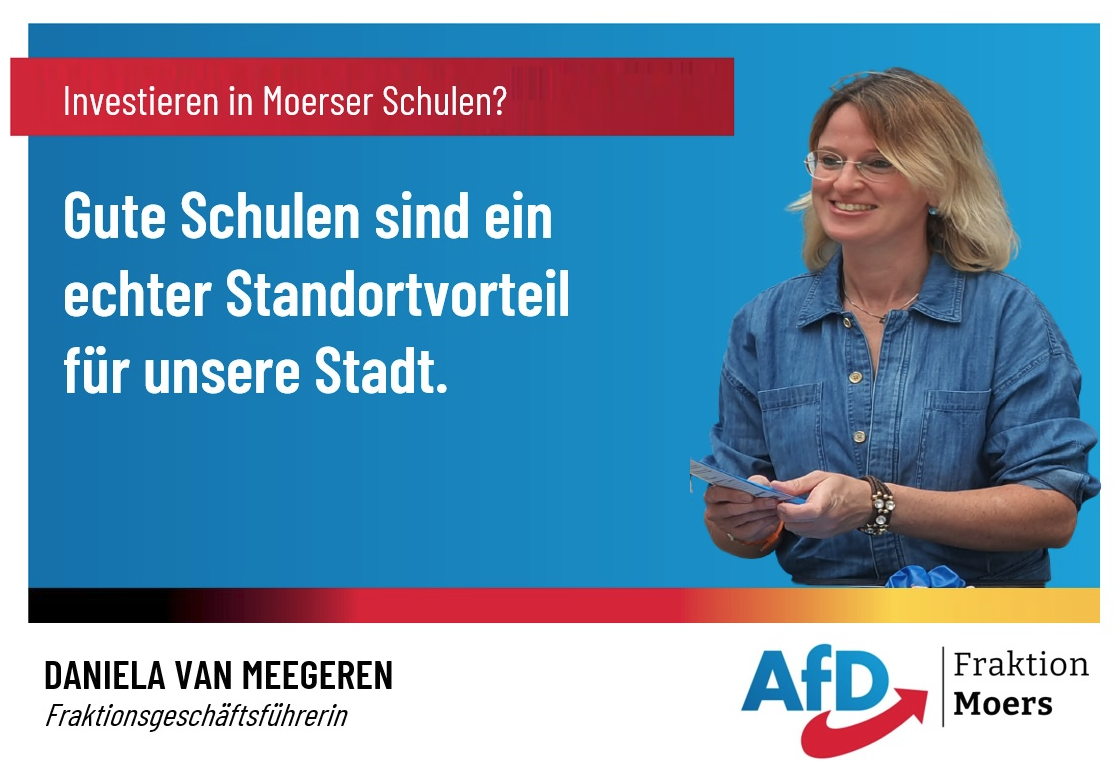 Investieren in Moerser Schulen?
Gute Schulen sind ein
echter Standortvorteil
für unsere Stadt.
DANIELA VAN MEEGEREN
Fraktionsgeschäftsführerin
AfD
Fraktion
Moers